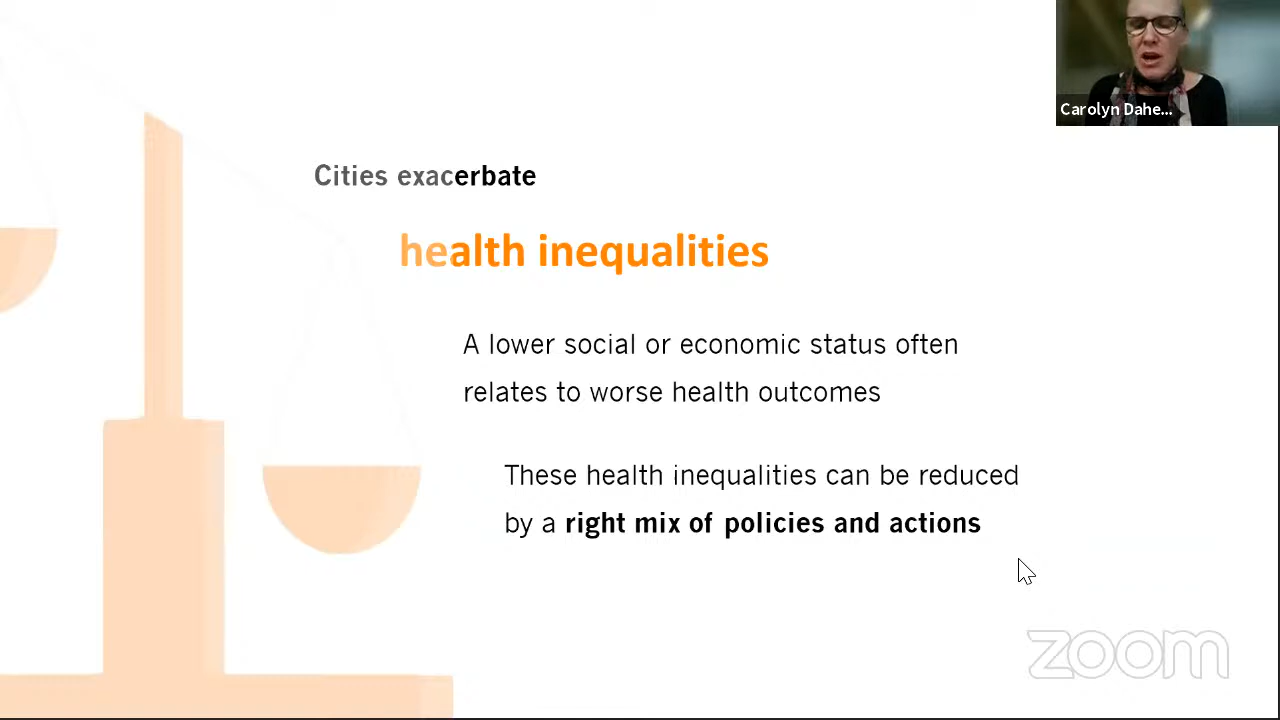 Carolyn Dahe...
Cities exacerbate
health inequalities
A lower social or economic status often
relates to worse health outcomes
These health inequalities can be reduced
by a right mix of policies and actions
zoom